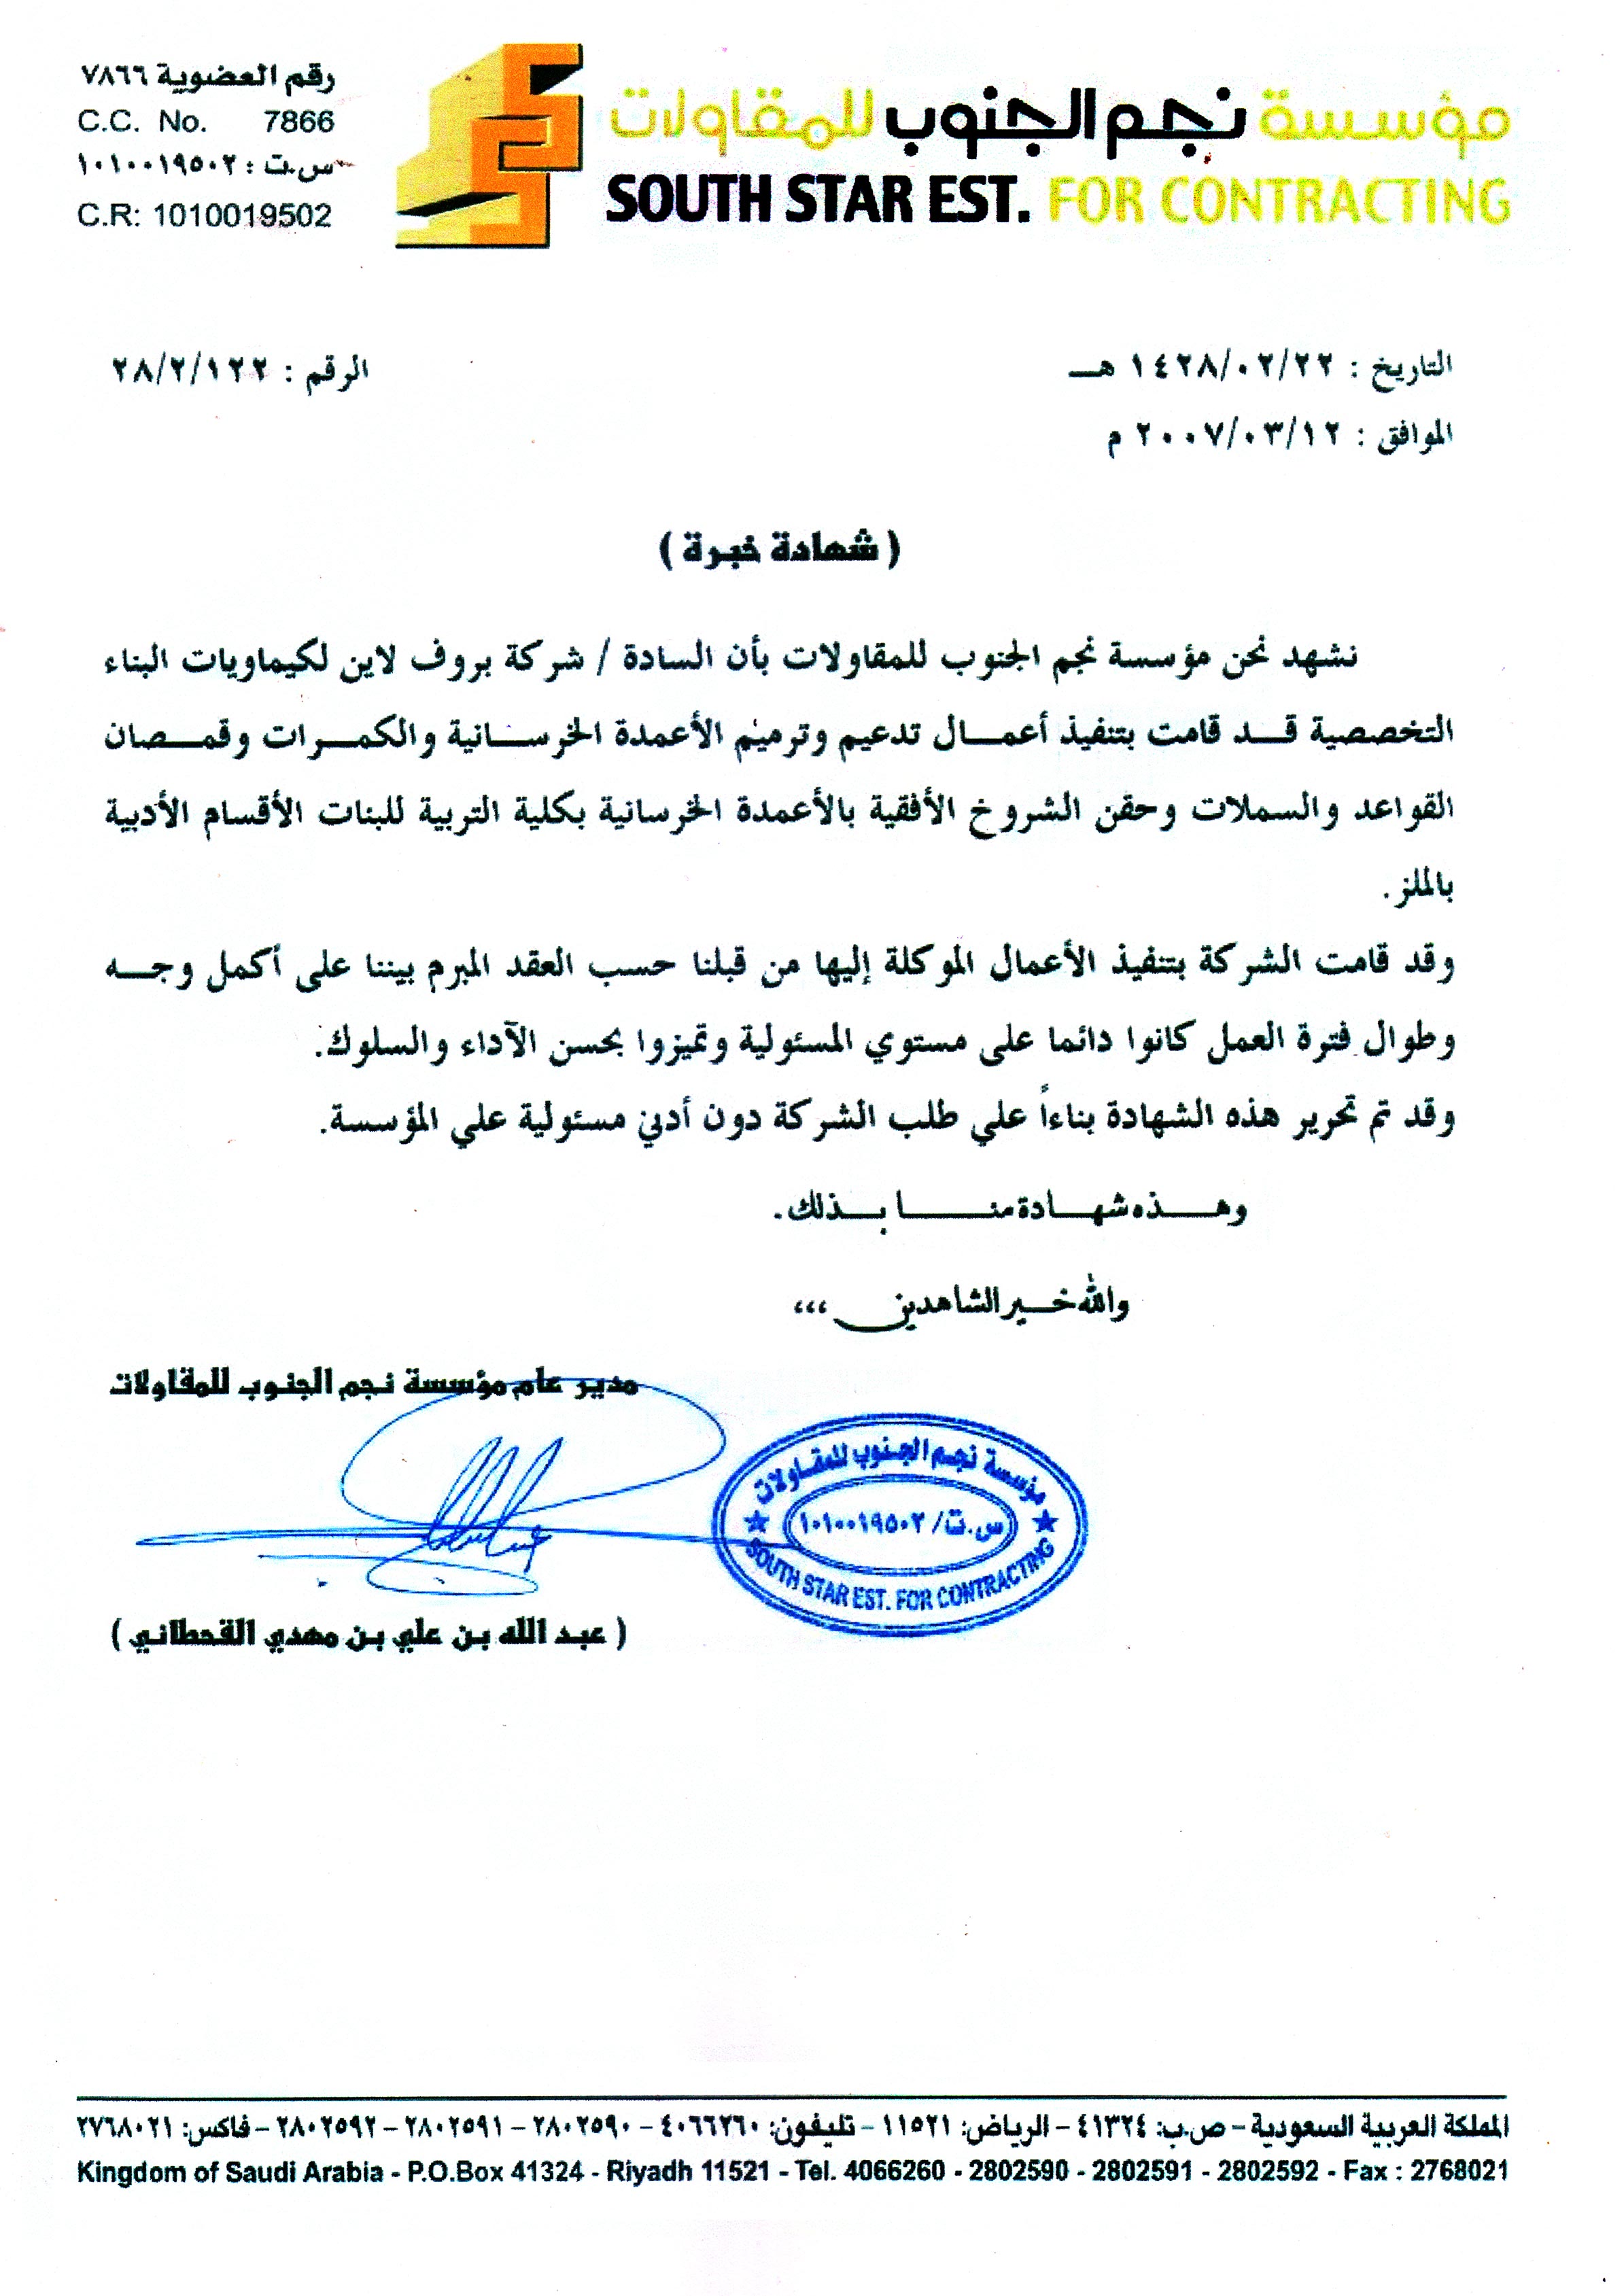 رقم العضوية ٧٨٦٦
C.C. No. 7866
س.ت : ١٠١٠٠١٩٥٠٢
C.R: 1010019502
مؤسسة نجم الجنوب للمقاولات
SOUTH STAR EST. FOR CONTRACTING
التاريخ : ١٤٢٨/٠٢/٢٢ هـ
الرقم : ٢٨/٢/١٢٢
الموافق : ٢٠٠٧/٠٣/١٢ م
( شهادة خبرة )
نشهد نحن مؤسسة نجم الجنوب للمقاولات بأن السادة / شركة بروف لاين لكيماويات البناء
التخصصية قد قامت بتنفيذ أعمال تدعيم وترميم الأعمدة الخرسانية والكمرات وقمصان
القواعد والسملات وحقن الشروخ الأفقية بالأعمدة الخرسانية بكلية التربية للبنات الأقسام الأدبية
بالملز .
وقد قامت الشركة بتنفيذ الأعمال الموكلة إليها من قبلنا حسب العقد المبرم بيننا على أكمل وجه
وطوال فترة العمل كانوا دائما على مستوي المسئولية وتميزوا بحسن الآداء والسلوك.
وقد تم تحرير هذه الشهادة بناءاً علي طلب الشركة دون أدني مسئولية علي المؤسسة.
وهذه شهادة منا بذلك .
والله خير الشاهدين ،،،
مدير عام مؤسسة نجم الجنوب للمقاولات
مؤسسة نجم الجنوب للمقاولات
س.ت/ ١٠١٠٠١٩٥٠٢
SOUTH STAR EST. FOR CONTRACTING
( عبد الله بن علي بن مهدي القحطاني )
المملكة العربية السعودية – ص.ب: ٤١٣٢٤ – الرياض: ١١٥٢١ – تليفون: ٤٠٦٦٢٦٠ – ٢٨٠٢٥٩٠ – ٢٨٠٢٥٩١ – ٢٨٠٢٥٩٢ – فاكس: ٢٧٦٨٠٢١
Kingdom of Saudi Arabia - P.O.Box 41324 - Riyadh 11521 - Tel. 4066260 - 2802590 - 2802591 - 2802592 - Fax : 2768021